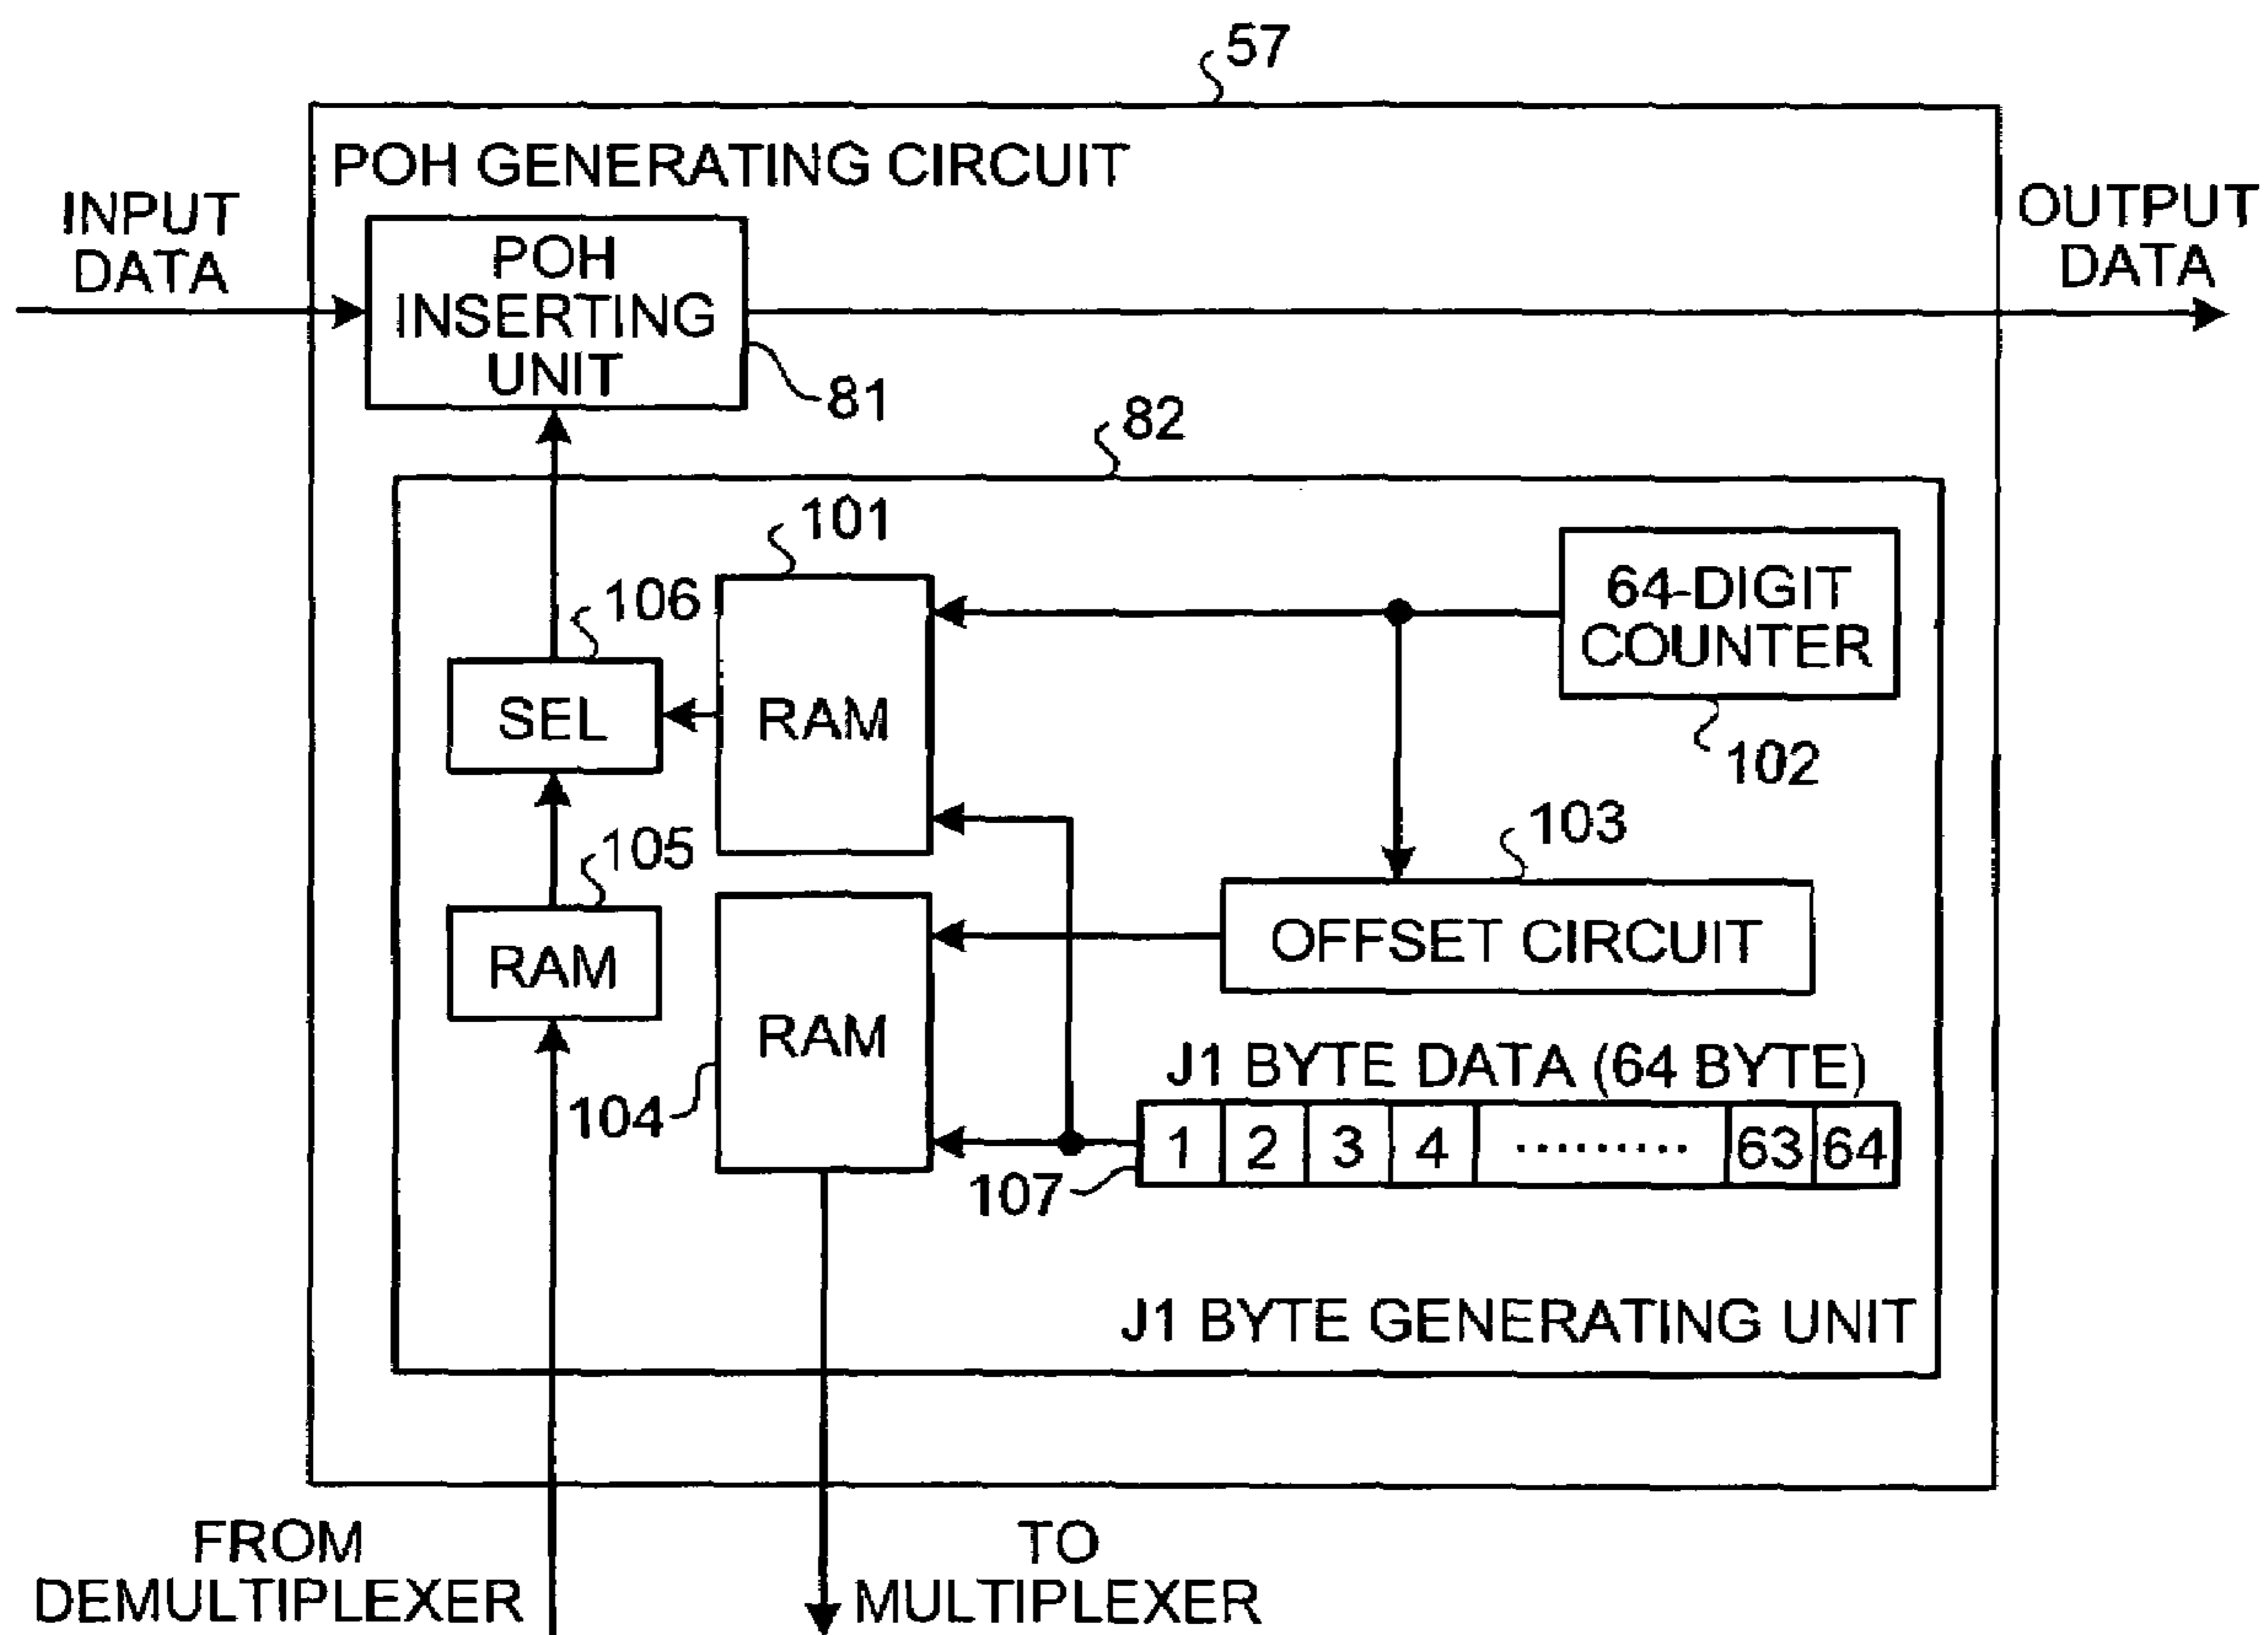 57
POH GENERATING CIRCUIT
INPUT
DATA
OUTPUT
DATA
POH
INSERTING
UNIT
81
82
101
64-DIGIT
COUNTER
106
SEL
RAM
102
103
105
OFFSET CIRCUIT
RAM
RAM
J1 BYTE DATA (64 BYTE)
104
1 2 3 4 ········· 63 64
107
J1 BYTE GENERATING UNIT
FROM
DEMULTIPLEXER
TO
MULTIPLEXER